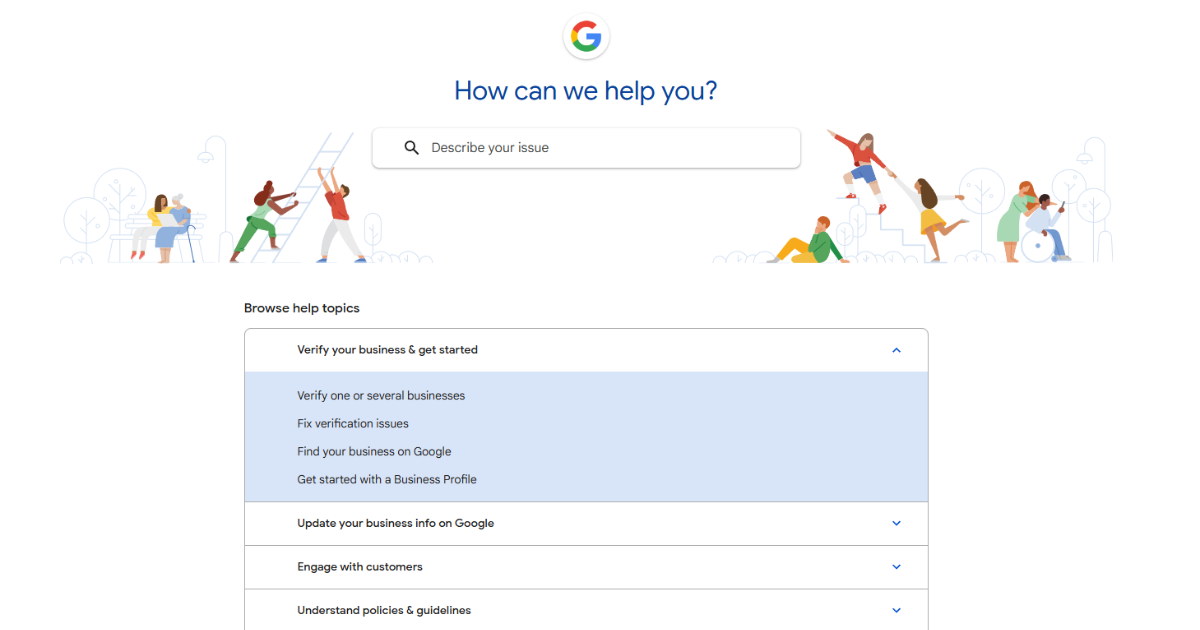 How can we help you?
Describe your issue
Browse help topics
Verify your business & get started
Verify one or several businesses
Fix verification issues
Find your business on Google
Get started with a Business Profile
Update your business info on Google
Engage with customers
Understand policies & guidelines